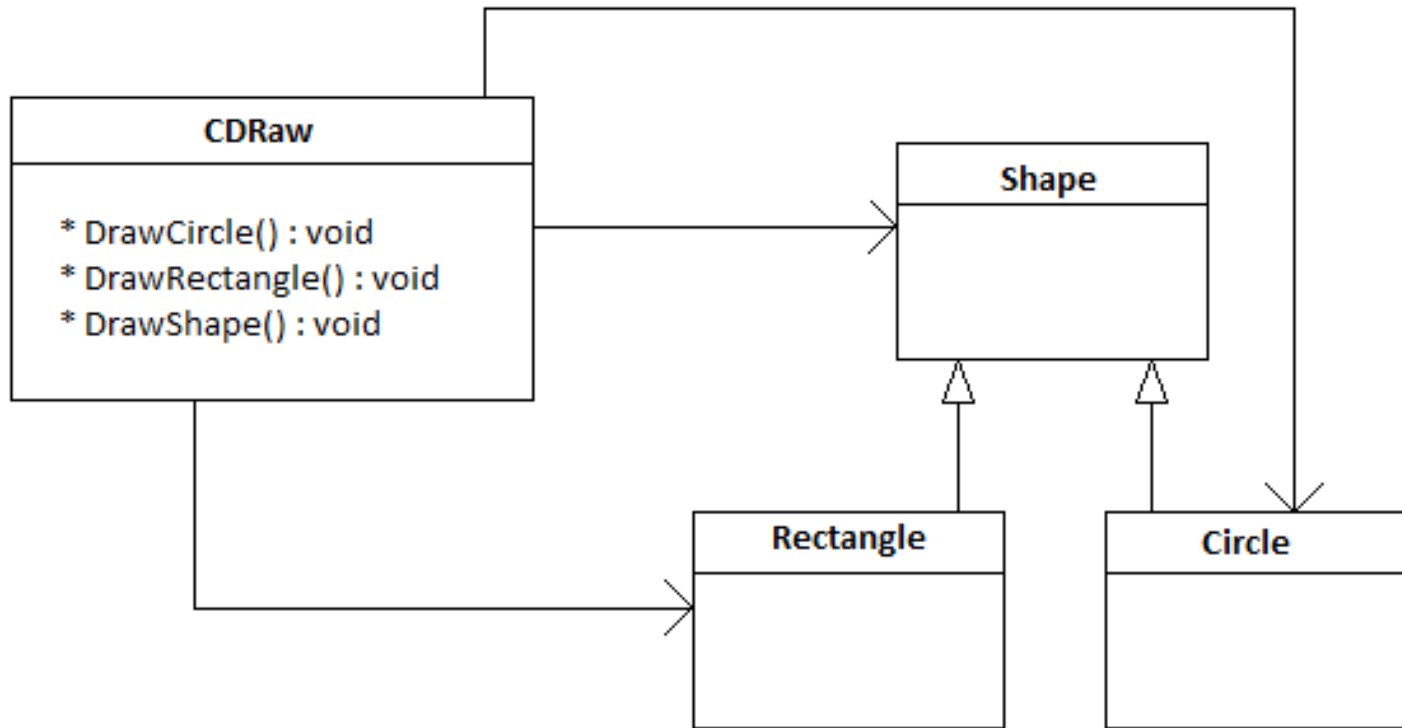 CDRaw
* DrawCircle() : void
* DrawRectangle() : void
* DrawShape() : void
Shape
Rectangle
Circle